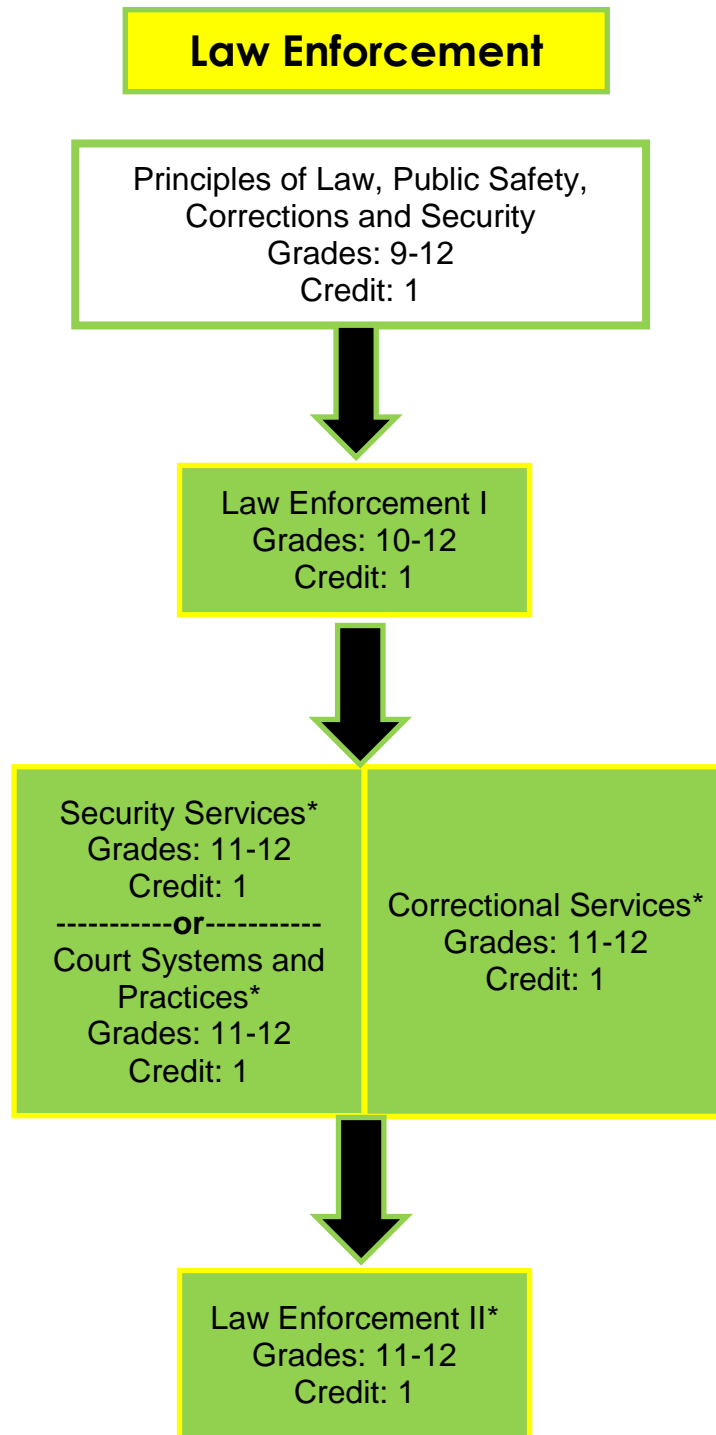 Law Enforcement
Principles of Law, Public Safety,
Corrections and Security
Grades: 9-12
Credit: 1
Law Enforcement I
Grades: 10-12
Credit: 1
Security Services*
Grades: 11-12
Credit: 1
-----------or-----------
Court Systems and
Practices*
Grades: 11-12
Credit: 1
Correctional Services*
Grades: 11-12
Credit: 1
Law Enforcement II*
Grades: 11-12
Credit: 1